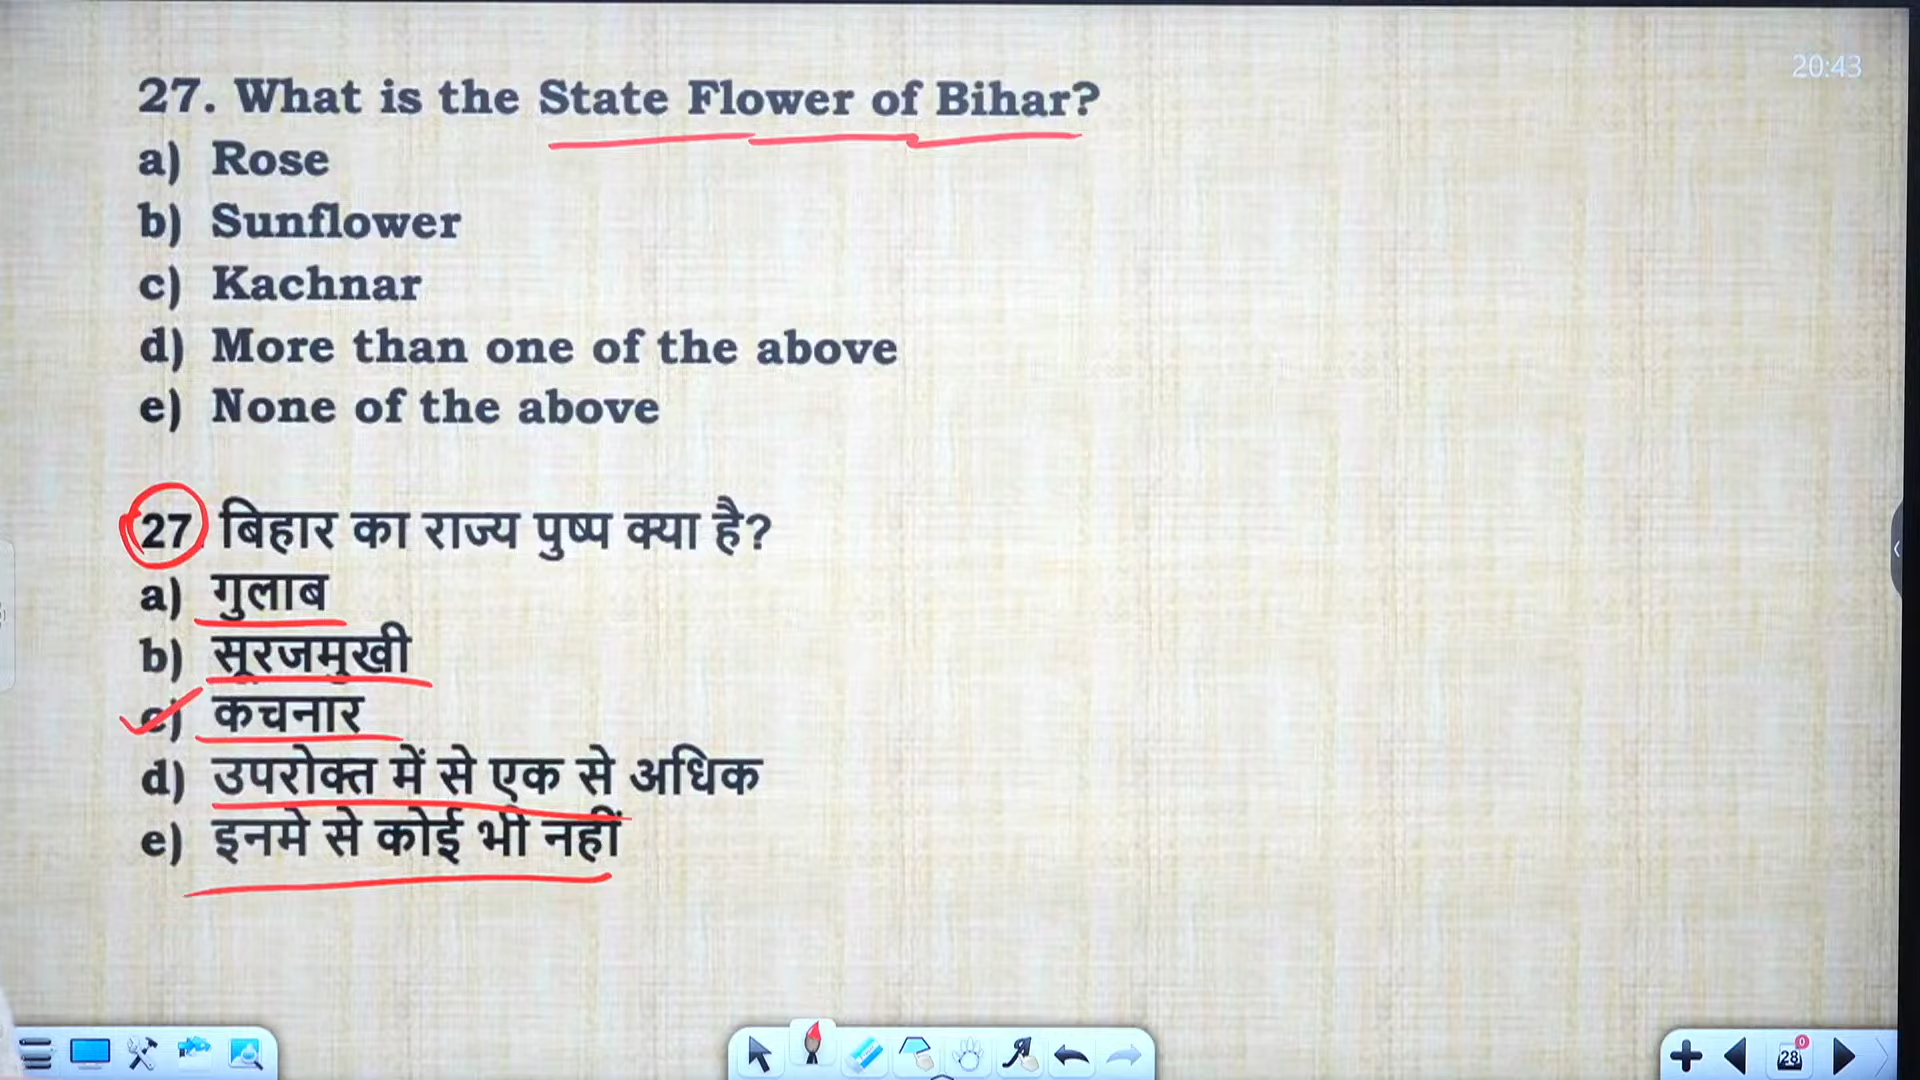 20:43
27. What is the State Flower of Bihar?
a) Rose
b) Sunflower
c) Kachnar
d) More than one of the above
e) None of the above
27 बिहार का राज्य पुष्प क्या है?
a) गुलाब
b) सूरजमुखी
c) कचनार
d) उपरोक्त में से एक से अधिक
e) इनमे से कोई भी नहीं
0
28